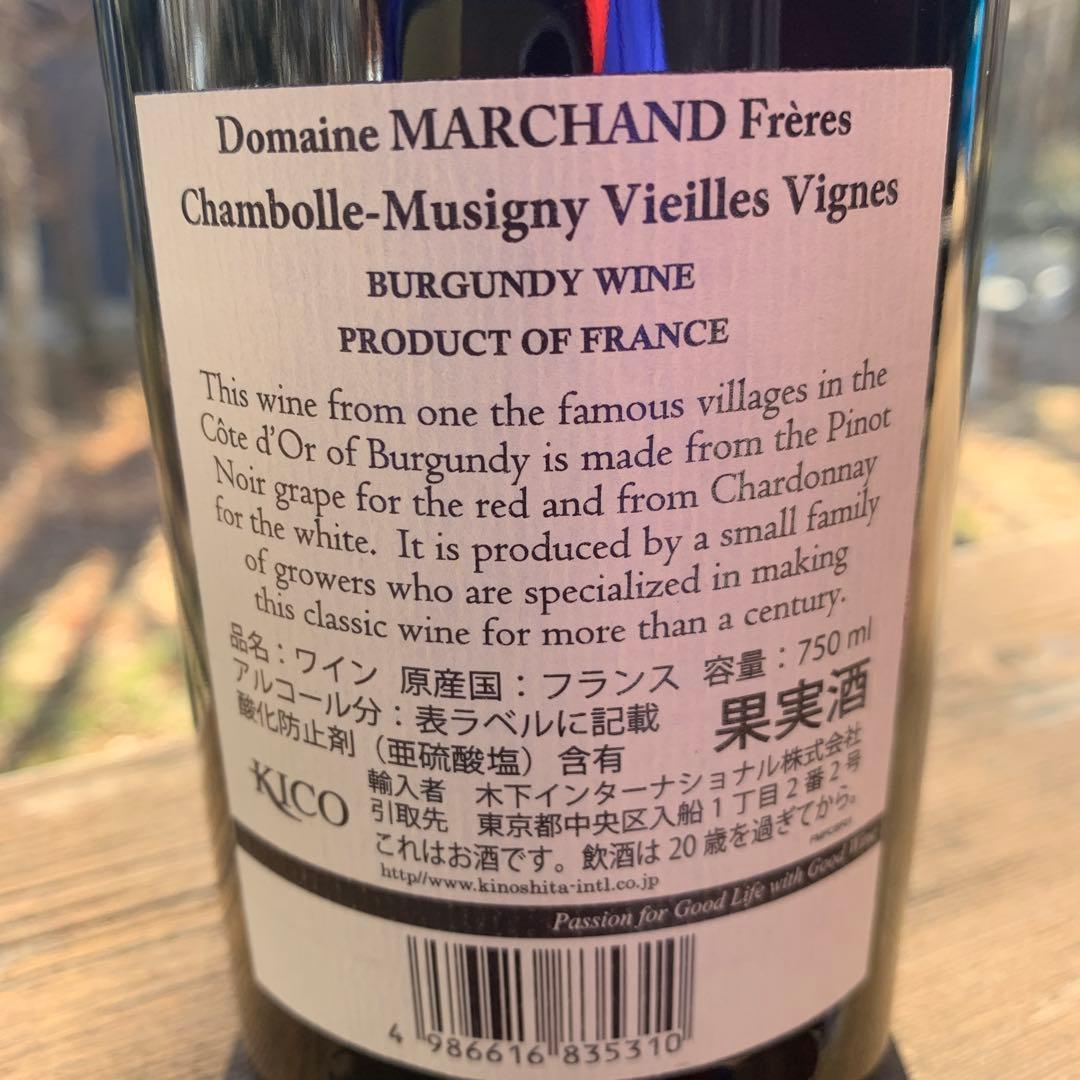 Domaine MARCHAND Frères
Chambolle-Musigny Vieilles Vignes
BURGUNDY WINE
PRODUCT OF FRANCE
This wine from one the famous villages in the
Côte d'Or of Burgundy is made from the Pinot
Noir grape for the red and from Chardonnay
for the white. It is produced by a small family
of growers who are specialized in making
this classic wine for more than a century.
品名：ワイン 原産国：フランス 容量：750 ml
アルコール分：表ラベルに記載
果実酒
酸化防止剤（亜硫酸塩）含有
KICO
輸入者 木下インターナショナル株式会社
引取先 東京都中央区入船1丁目2番2号
これはお酒です。飲酒は20歳を過ぎてから。
http//www.kinoshita-intl.co.jp
Passion for Good Life with Good Wine
4 986616 835310